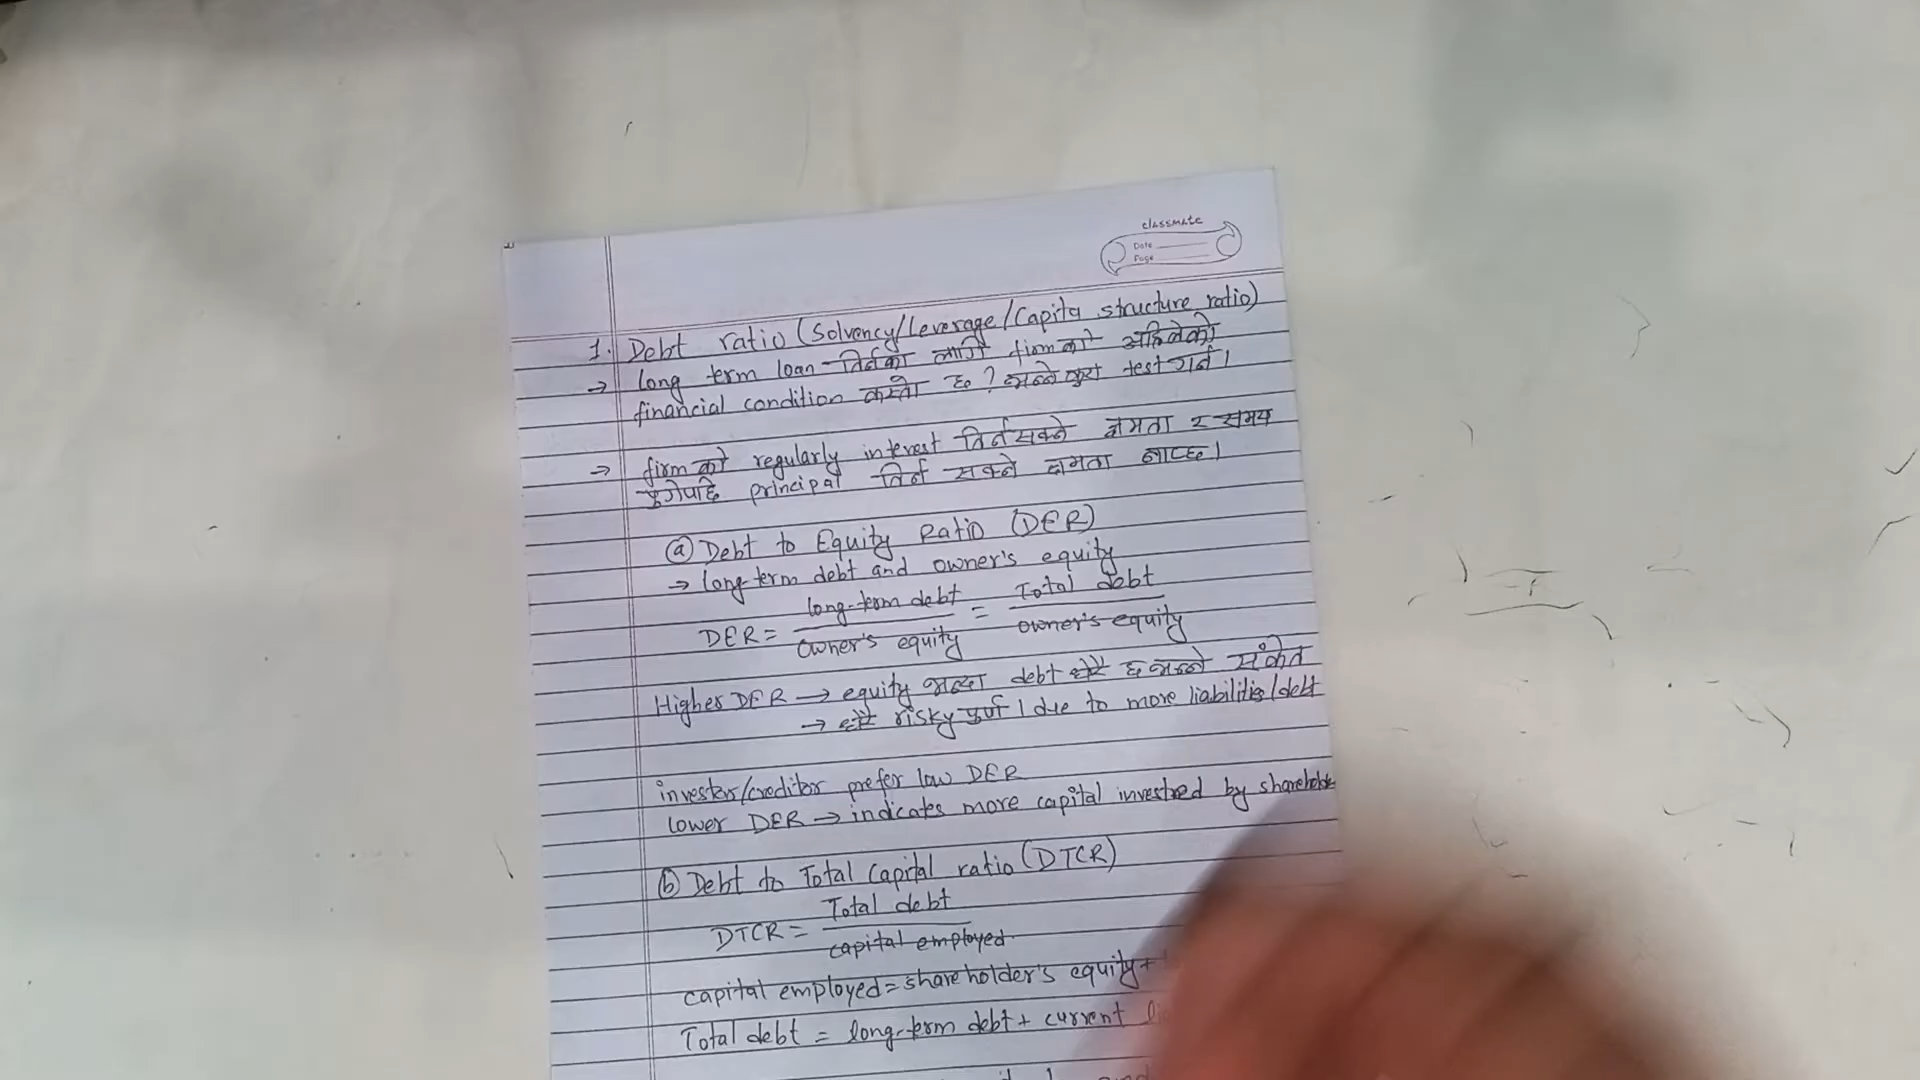 classmate
Date
Page
1. Debt ratio (Solvency/Leverage/Capita structure ratio)
→ long term loan तिर्नका लागि firm को अहिलेको
financial condition कस्तो छ? भन्ने कुरा test गर्न।
→ firm को regularly interest तिर्न सक्ने क्षमता र समय
पुगेपछि principal तिर्न सक्ने क्षमता
(a) Debt to Equity Ratio (DER)
→ long-term debt and owner's equity
DER = long-term debt / owner's equity = Total debt / owner's equity
Higher DER → equity भन्दा debt धेरै छ भन्ने संकेत
→ धेरै risky पूर्ण । due to more liabilities/debt
investors/creditor prefer low DER
lower DER → indicates more capital invested by
(b) Debt to Total Capital ratio (DTCR)
DTCR = Total debt / capital employed
capital employed = shareholder's equity +
Total debt = long-term debt + current